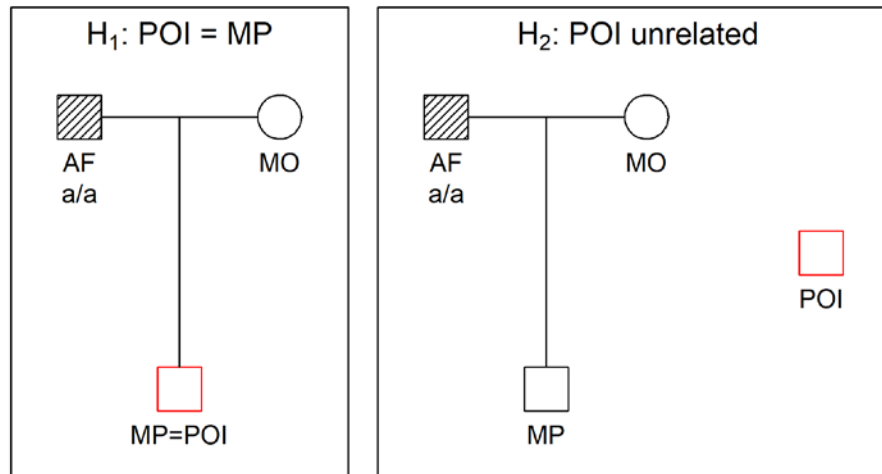 H₁: POI = MP
AF
a/a
MO
MP=POI
H₂: POI unrelated
AF
a/a
MO
POI
MP